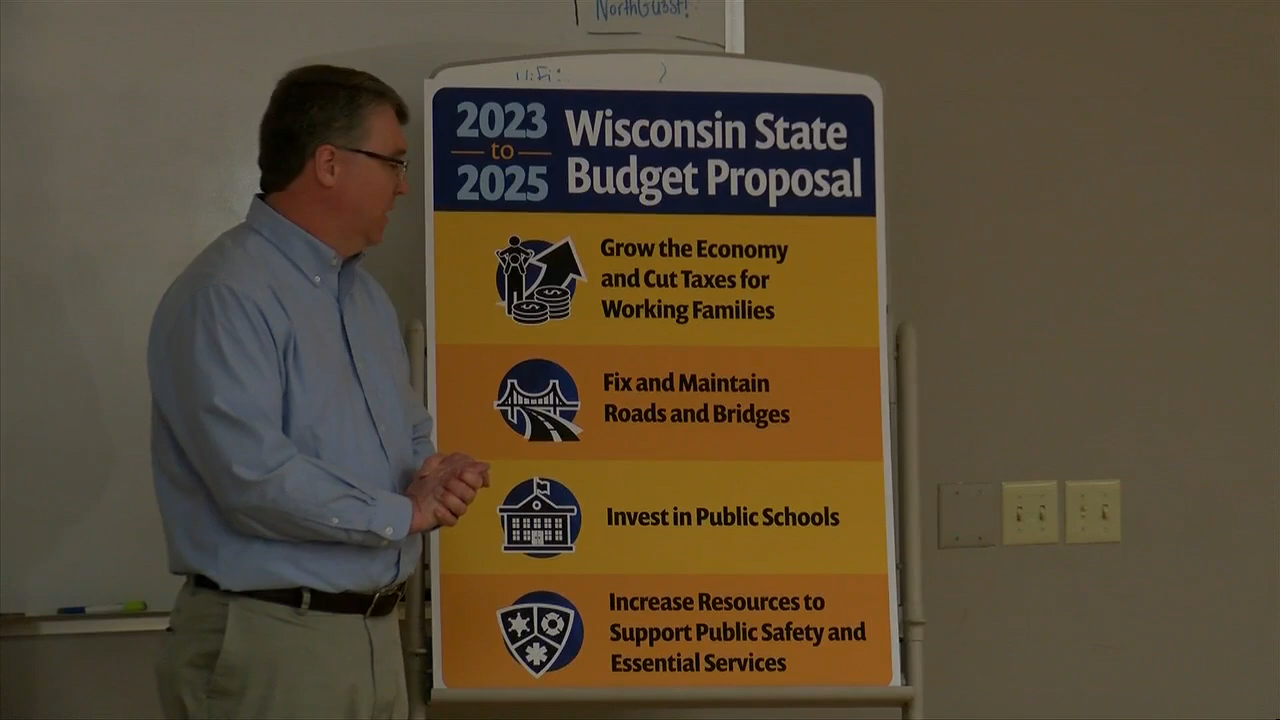 NorthGuest!
2023
to
2025
Wisconsin State
Budget Proposal
Grow the Economy
and Cut Taxes for
Working Families
Fix and Maintain
Roads and Bridges
Invest in Public Schools
Increase Resources to
Support Public Safety and
Essential Services